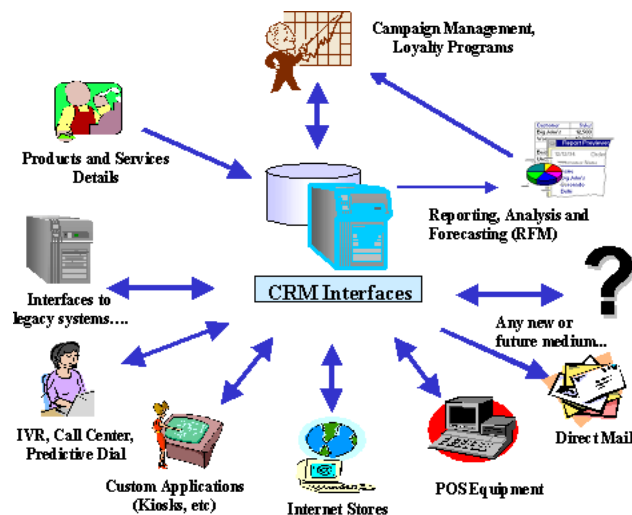 Campaign Management,
Loyalty Programs
Products and Services
Details
Report Preview
Reporting, Analysis and
Forecasting (RFM)
CRM Interfaces
Interfaces to
legacy systems....
?
Any new or
future medium...
IVR, Call Center,
Predictive Dial
Custom Applications
(Kiosks, etc)
Internet Stores
POS Equipment
Direct Mail